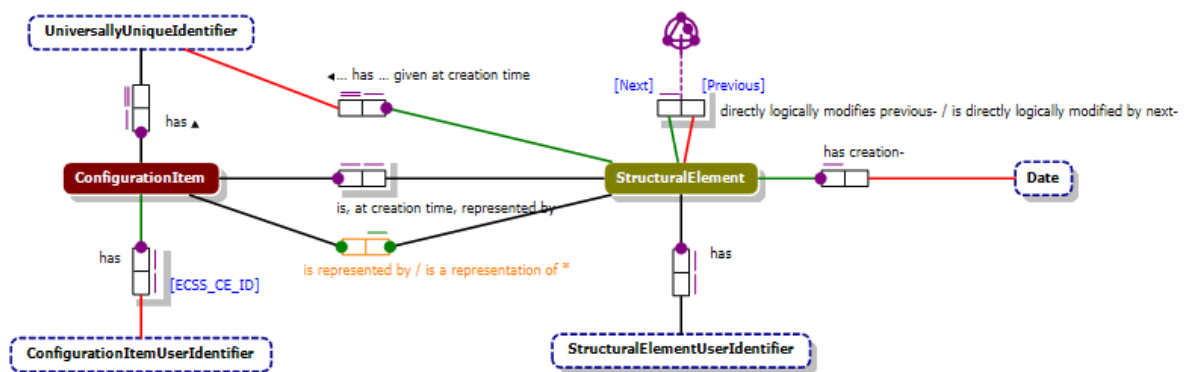 UniversallyUniqueIdentifier
◄... has ... given at creation time
[Next]
[Previous]
directly logically modifies previous- / is directly logically modified by next-
has ▲
has creation-
ConfigurationItem
StructuralElement
Date
is, at creation time, represented by
has
is represented by / is a representation of *
has
[ECSS_CE_ID]
ConfigurationItemUserIdentifier
StructuralElementUserIdentifier